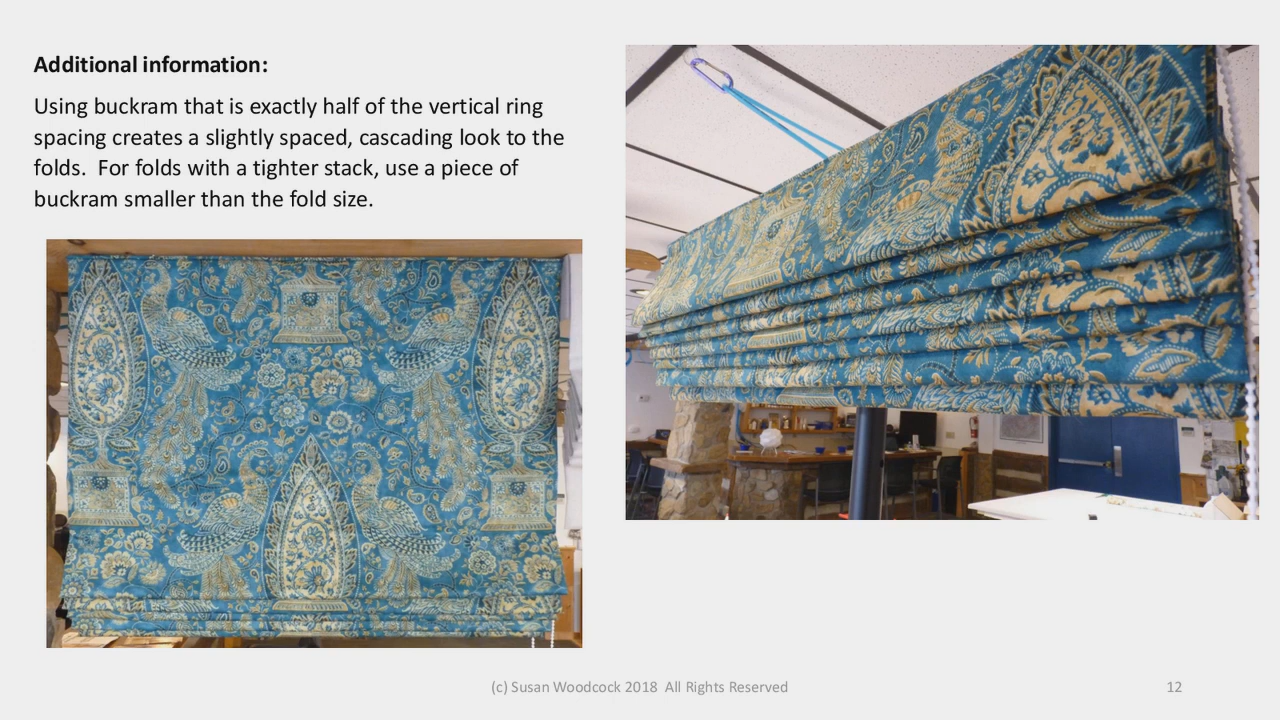 Additional information:
Using buckram that is exactly half of the vertical ring
spacing creates a slightly spaced, cascading look to the
folds.  For folds with a tighter stack, use a piece of
buckram smaller than the fold size.
(c) Susan Woodcock 2018  All Rights Reserved
12